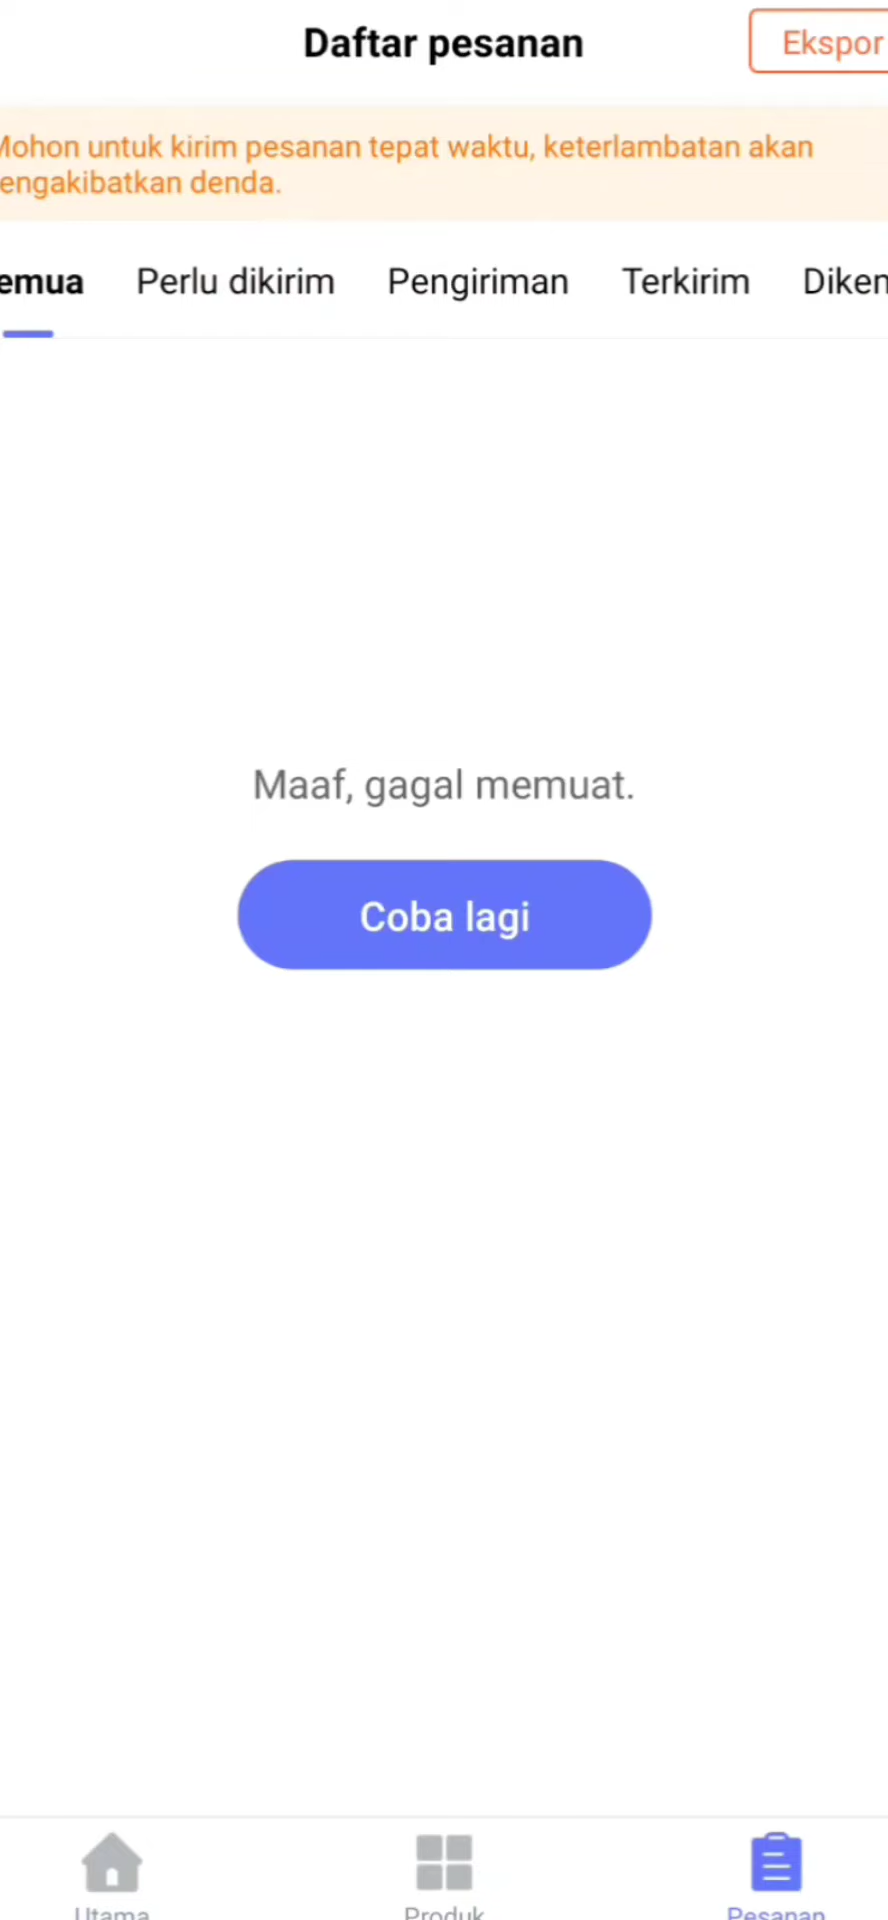 Daftar pesanan
Ekspor
Mohon untuk kirim pesanan tepat waktu, keterlambatan akan
engakibatkan denda.
emua Perlu dikirim Pengiriman Terkirim Diken
Maaf, gagal memuat.
Coba lagi
Utama Produk Pesanan